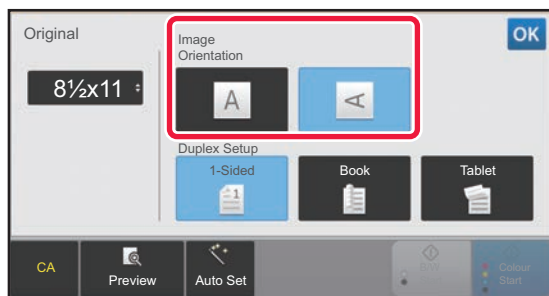 Original
OK
Image
Orientation
8½x11
A
A
Duplex Setup
1-Sided
Book
Tablet
1
CA
Preview
Auto Set
B/W
Start
Colour
Start